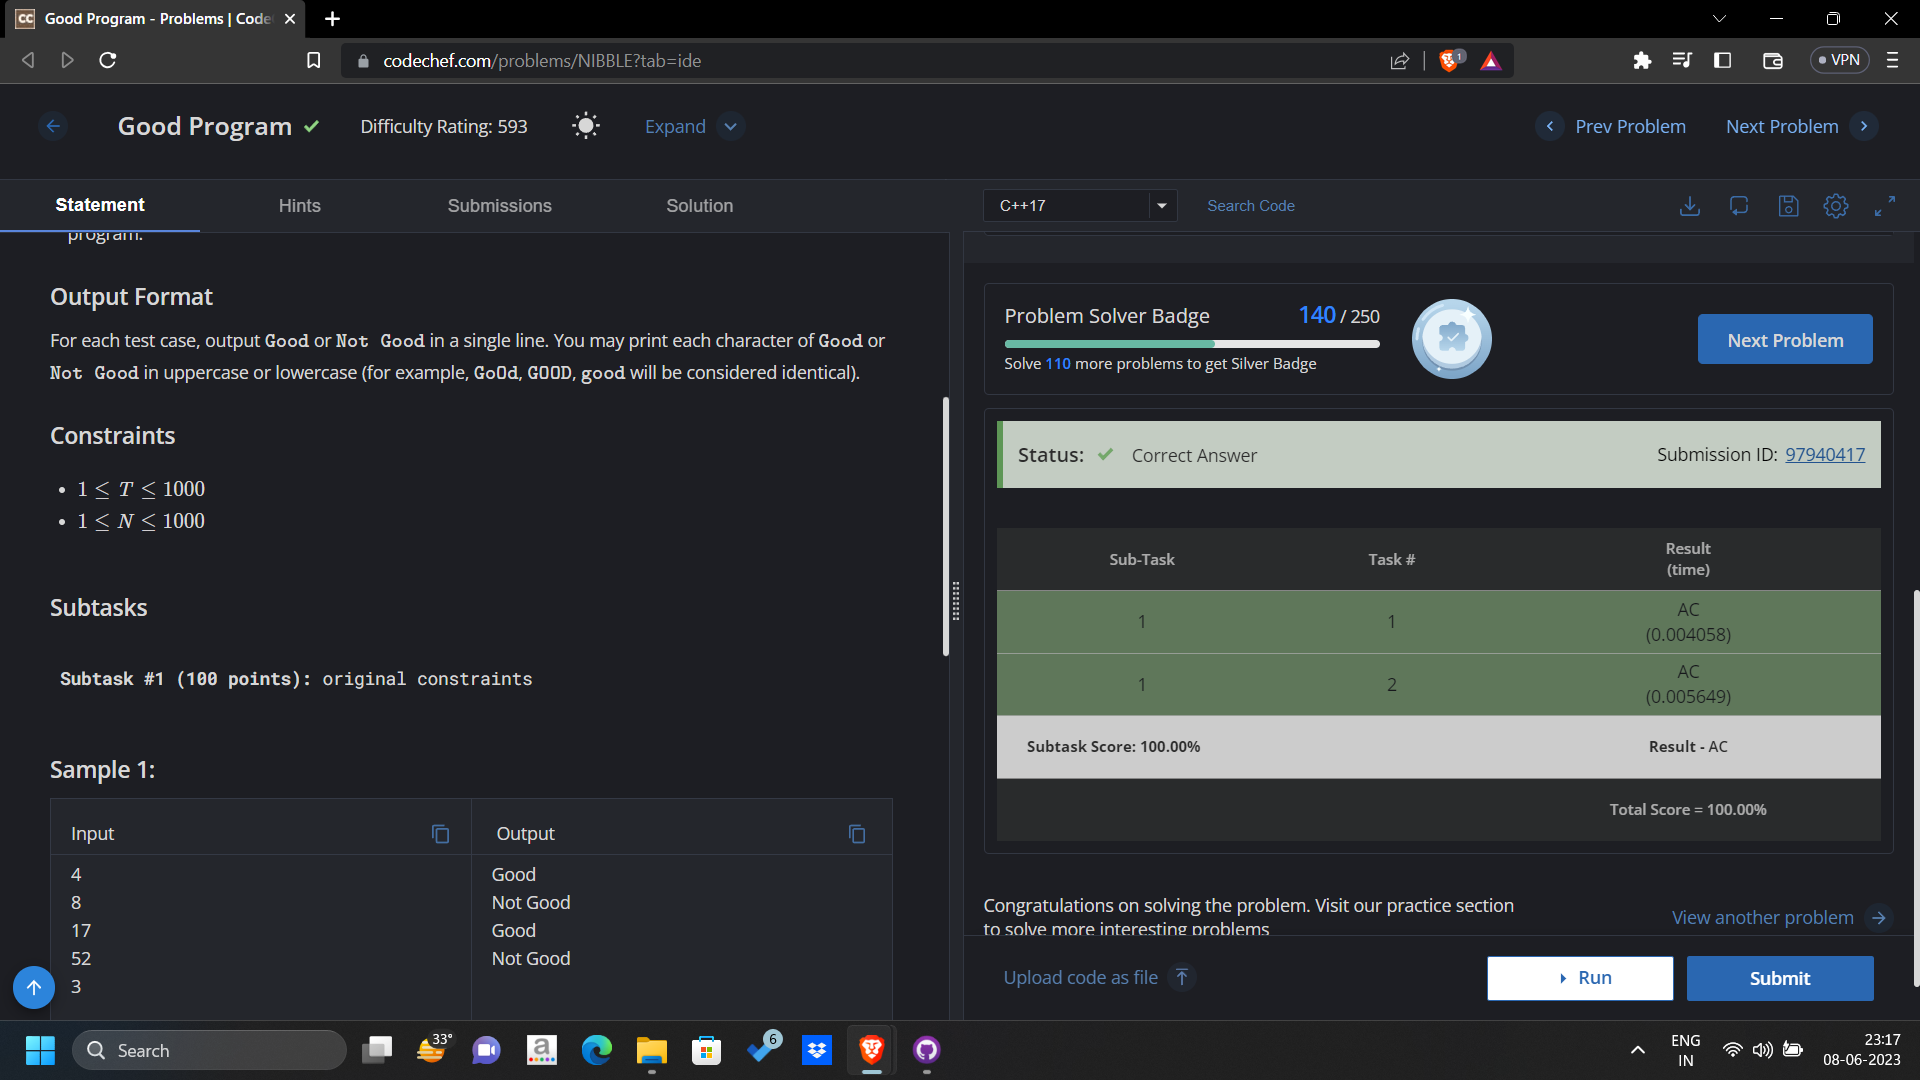 Good Program - Problems | Code
codechef.com/problems/NIBBLE?tab=ide
1
VPN
Good Program
Difficulty Rating: 593
Expand
Prev Problem
Next Problem
Statement
Hints
Submissions
Solution
C++17
Search Code
program.
Output Format
For each test case, output Good or Not Good in a single line. You may print each character of Good or
Not Good in uppercase or lowercase (for example, GoOd, GOOD, good will be considered identical).
Constraints
• 1 ≤ T ≤ 1000
• 1 ≤ N ≤ 1000
Subtasks
Subtask #1 (100 points): original constraints
Sample 1:
Input
Output
4
Good
8
Not Good
17
Good
52
Not Good
3
Problem Solver Badge
140 / 250
Solve 110 more problems to get Silver Badge
Next Problem
Status:
Correct Answer
Submission ID: 97940417
Sub-Task
Task #
Result
(time)
1
1
AC
(0.004058)
1
2
AC
(0.005649)
Subtask Score: 100.00%
Result - AC
Total Score = 100.00%
Congratulations on solving the problem. Visit our practice section
to solve more interesting problems
View another problem
Upload code as file
Run
Submit
Search
33°
a
6
ENG
IN
23:17
08-06-2023